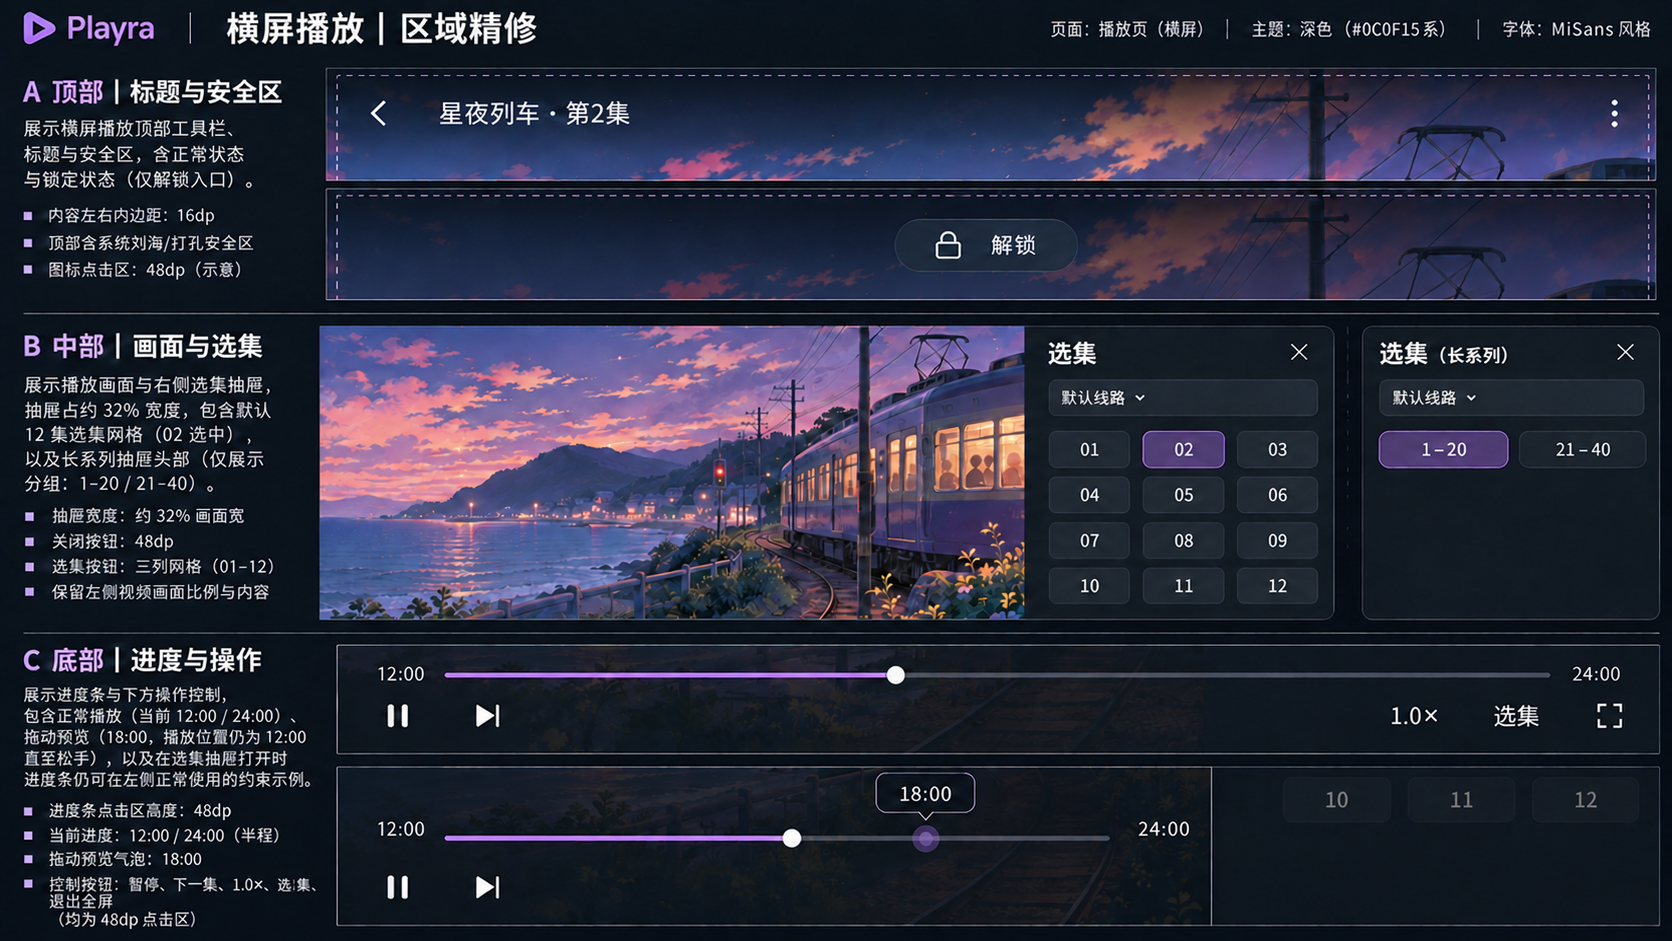 Playra
横屏播放 | 区域精修
页面：播放页（横屏） | 主题：深色（#0C0F15系） | 字体：MiSans 风格
A 顶部 | 标题与安全区
展示横屏播放顶部工具栏、
标题与安全区，含正常状态
与锁定状态（仅解锁入口）。
内容左右内边距：16dp
顶部含系统刘海/打孔安全区
图标点击区：48dp（示意）
星夜列车・第2集
解锁
B 中部 | 画面与选集
展示播放画面与右侧选集抽屉，
抽屉占约 32% 宽度，包含默认
12 集选集网格（02 选中），
以及长系列抽屉头部（仅展示
分组：1–20 / 21–40）。
抽屉宽度：约 32% 画面宽
关闭按钮：48dp
选集按钮：三列网格（01–12）
保留左侧视频画面比例与内容
选集
默认线路
01 02 03
04 05 06
07 08 09
10 11 12
选集（长系列）
默认线路
1–20 21–40
C 底部 | 进度与操作
展示进度条与下方操作控制，
包含正常播放（当前 12:00 / 24:00）、
拖动预览（18:00，播放位置仍为 12:00
直至松手），以及在选集抽屉打开时
进度条仍可在左侧正常使用的约束示例。
进度条点击区高度：48dp
当前进度：12:00 / 24:00（半程）
拖动预览气泡：18:00
控制按钮：暂停、下一集、1.0×、选集、
退出全屏
（均为 48dp 点击区）
12:00 24:00
1.0× 选集
18:00
12:00 24:00
10 11 12